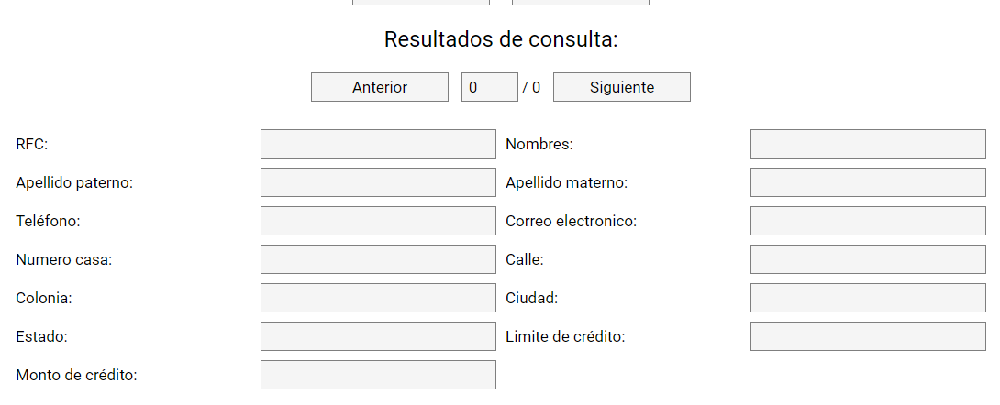 Resultados de consulta:
Anterior 0 / 0 Siguiente
RFC: Nombres:
Apellido paterno: Apellido materno:
Teléfono: Correo electronico:
Numero casa: Calle:
Colonia: Ciudad:
Estado: Limite de crédito:
Monto de crédito: